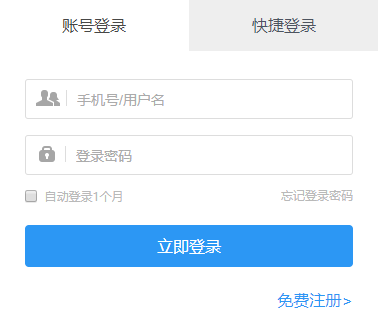 账号登录 快捷登录
手机号/用户名
登录密码
自动登录1个月 忘记登录密码
立即登录
免费注册>